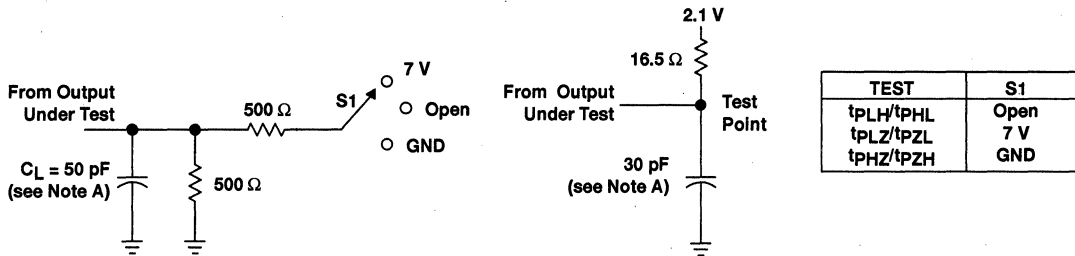 From Output
Under Test
CL = 50 pF
(see Note A)
500 Ω
500 Ω
S1
7 V
Open
GND
2.1 V
16.5 Ω
From Output
Under Test
Test
Point
30 pF
(see Note A)
TEST S1
tPLH/tPHL Open
tPLZ/tPZL 7 V
tPHZ/tPZH GND